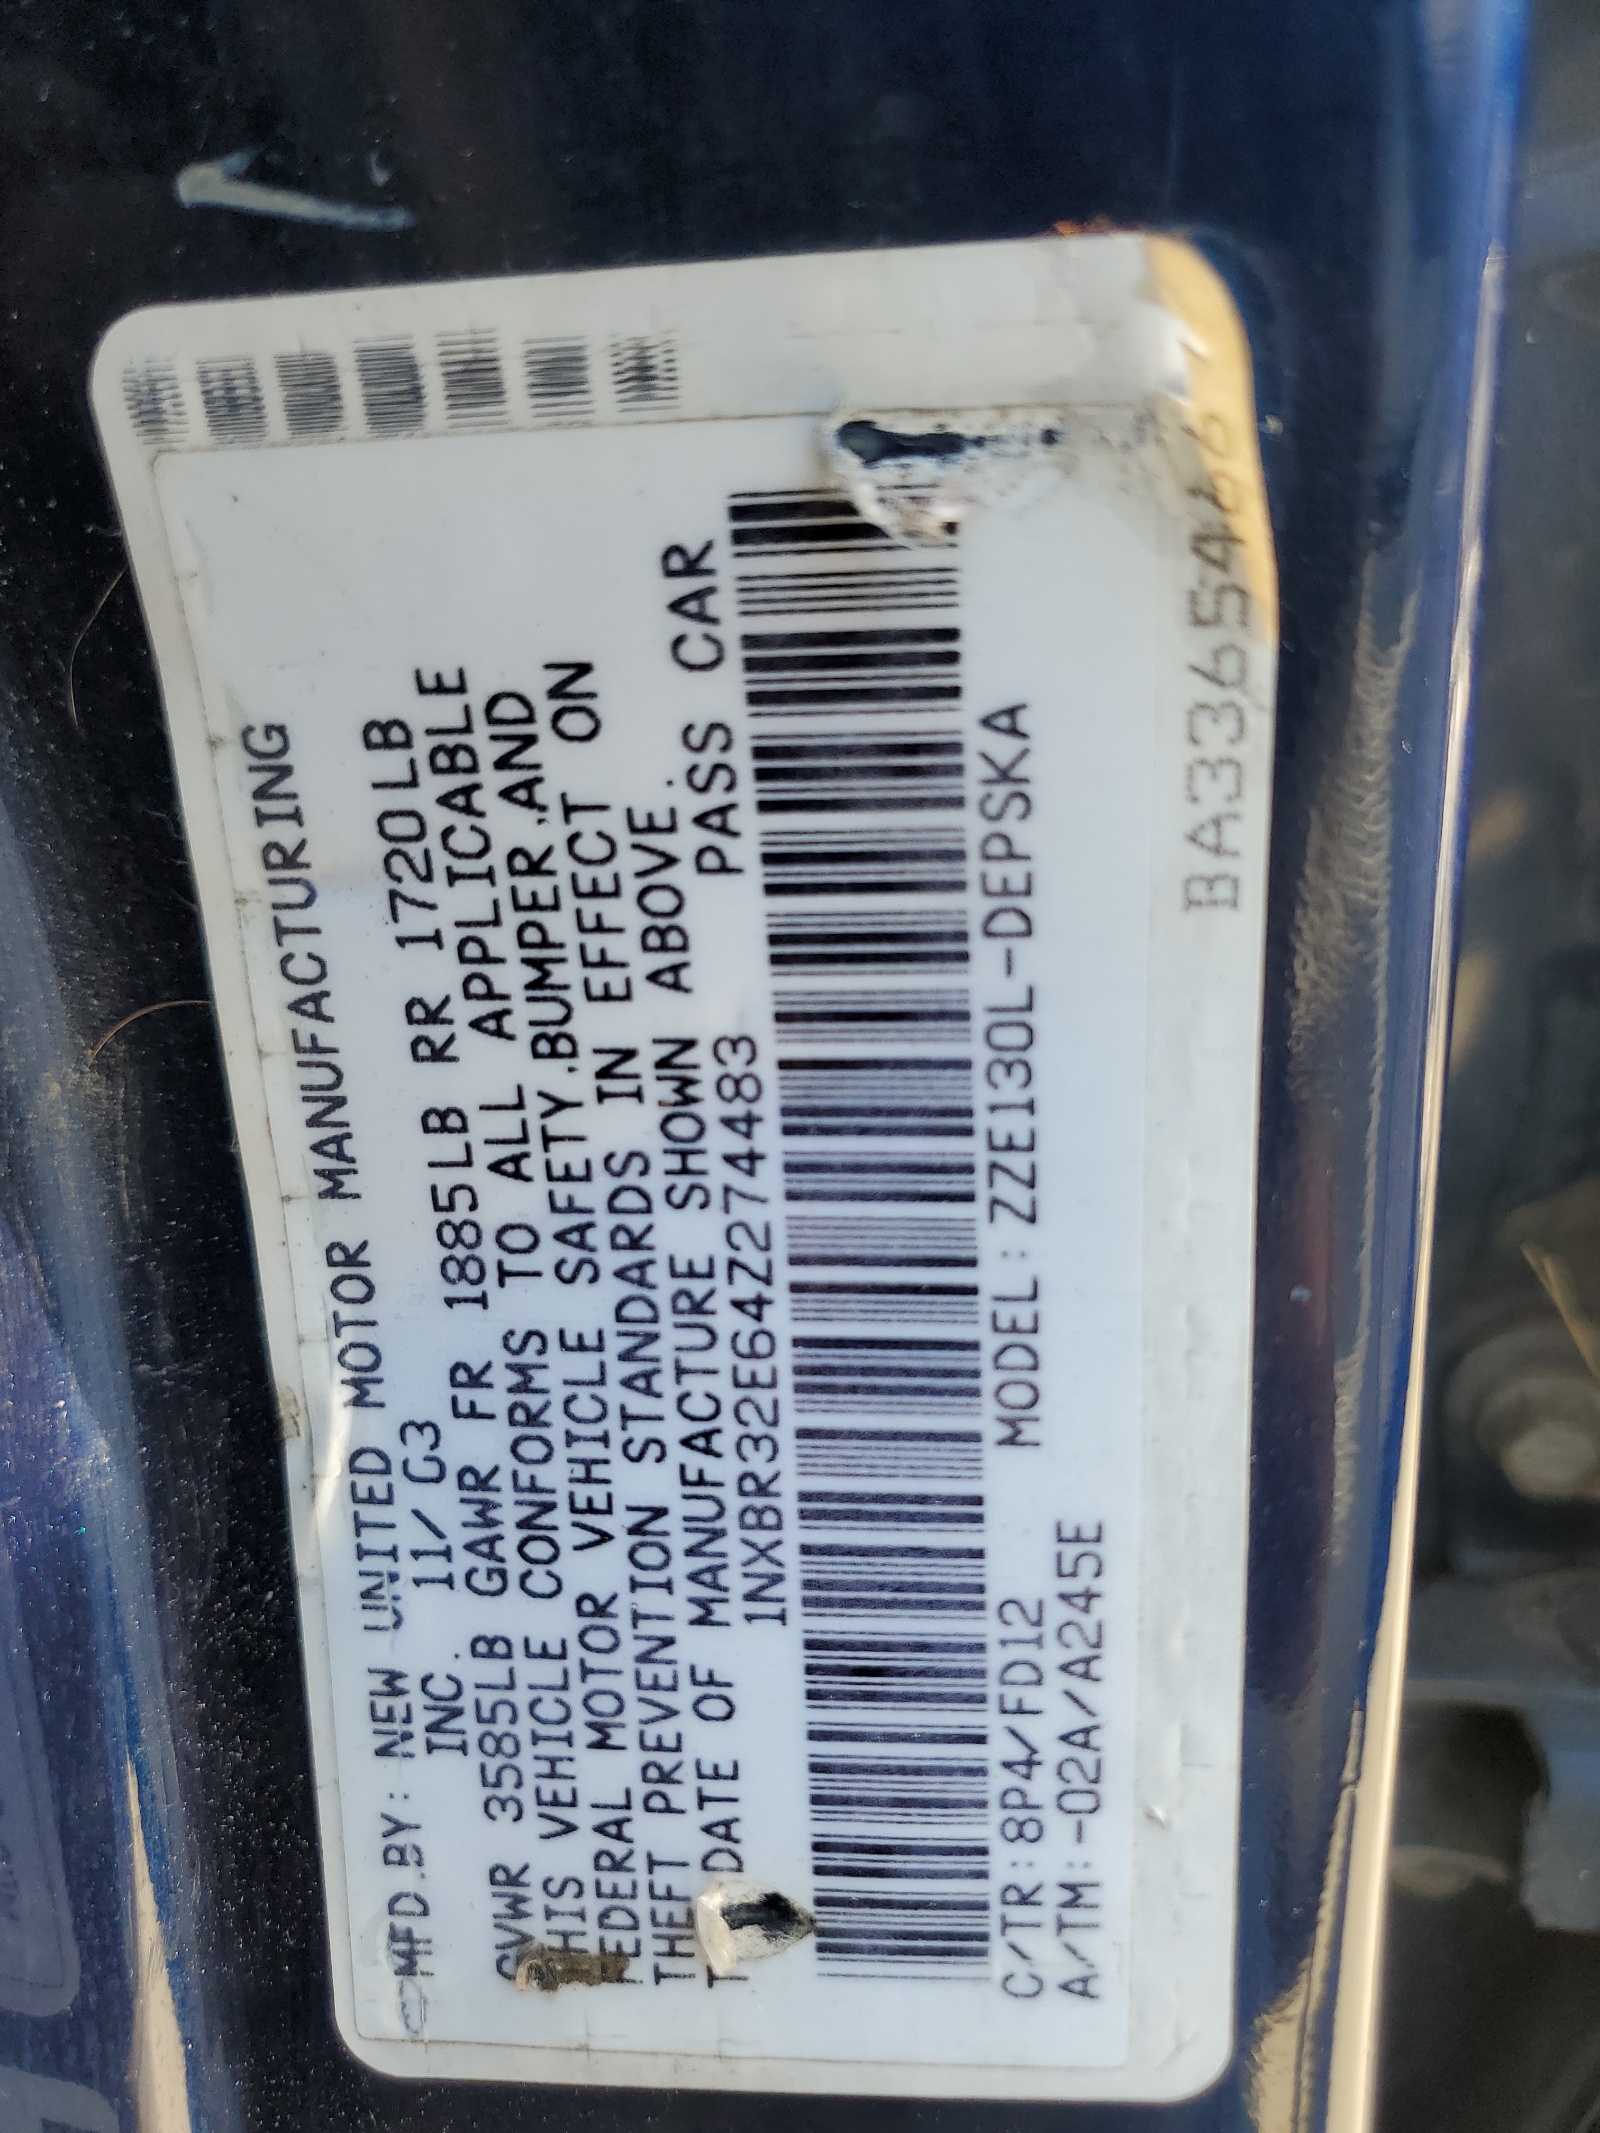 MFD.BY: NEW UNITED MOTOR MANUFACTURING
INC. 11/03
GVWR 3585LB GAWR FR 1885LB RR 1720LB
THIS VEHICLE CONFORMS TO ALL APPLICABLE
FEDERAL MOTOR VEHICLE SAFETY,BUMPER,AND
THEFT PREVENTION STANDARDS IN EFFECT ON
DATE OF MANUFACTURE SHOWN ABOVE.
1NXBR32E64Z274483 PASS CAR
C/TR:8P4/FD12 MODEL:ZZE130L-DEPSKA
A/TM:-02A/A245E